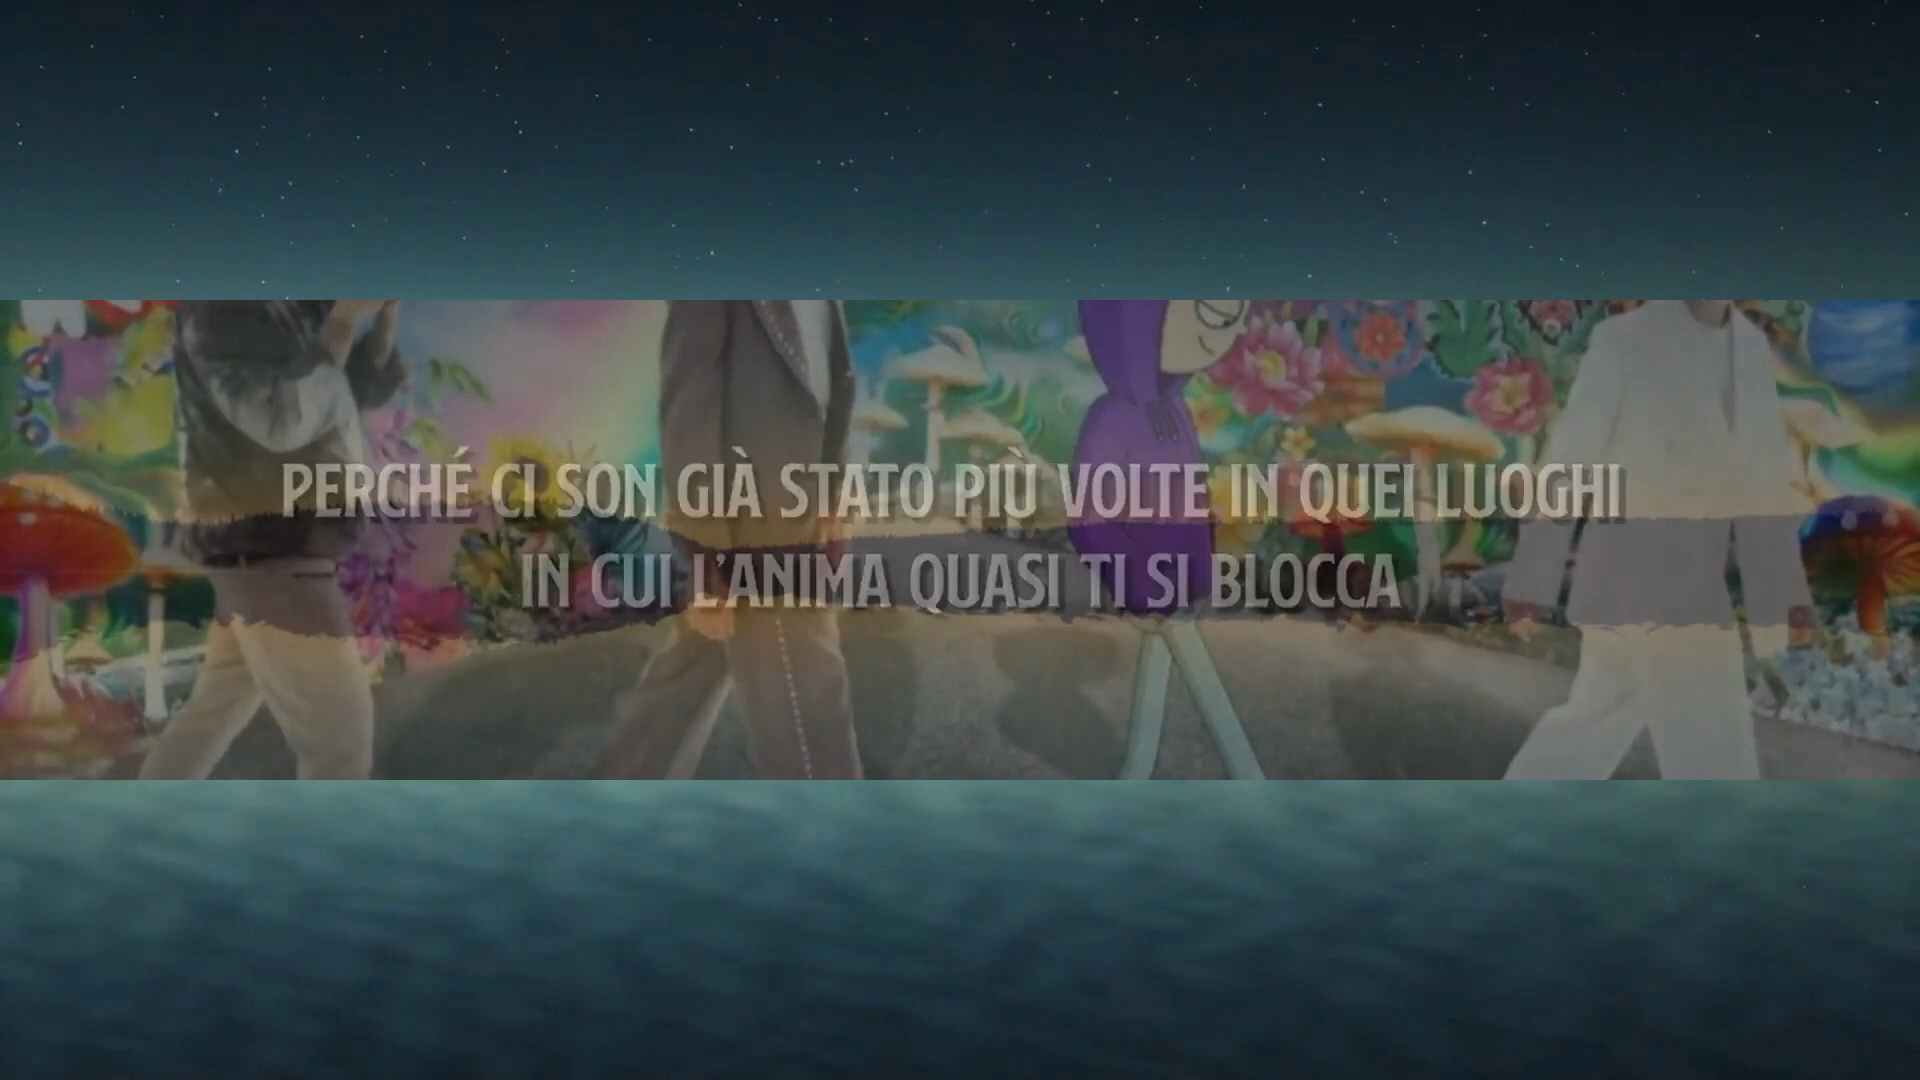 PERCHÉ CI SON GIÀ STATO PIÙ VOLTE IN QUEI LUOGHI
IN CUI L'ANIMA QUASI TI SI BLOCCA